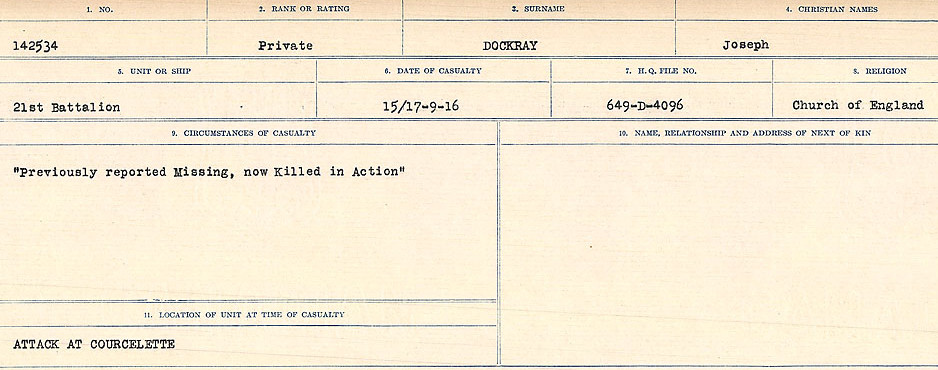 1. NO. 2. RANK OR RATING 3. SURNAME 4. CHRISTIAN NAMES
142534 Private DOCKRAY Joseph
5. UNIT OR SHIP 6. DATE OF CASUALTY 7. H.Q. FILE NO. 8. RELIGION
21st Battalion 15/17-9-16 649-D-4096 Church of England
9. CIRCUMSTANCES OF CASUALTY 10. NAME, RELATIONSHIP AND ADDRESS OF NEXT OF KIN
"Previously reported Missing, now Killed in Action"
11. LOCATION OF UNIT AT TIME OF CASUALTY
ATTACK AT COURCELETTE